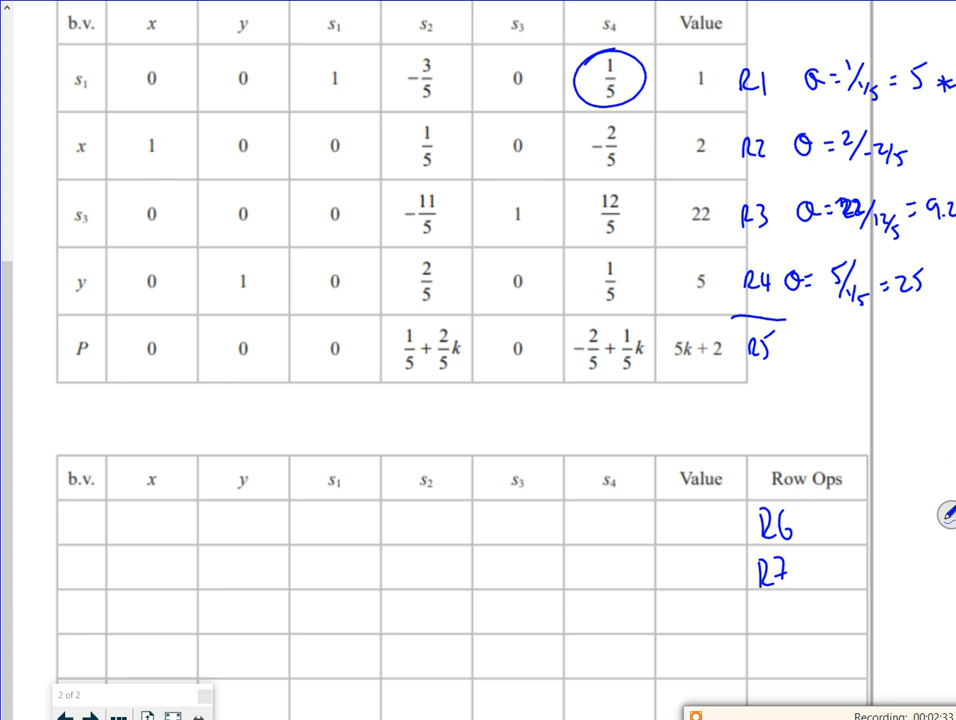 b.v. x y s₁ s₂ s₃ s₄ Value
s₁ 0 0 1 -3/5 0 1/5 1 R1 θ = 1/1/5 = 5 *
x 1 0 0 1/5 0 -2/5 2 R2 θ = 2/-2/5
s₃ 0 0 0 -11/5 1 12/5 22 R3 θ = 22/12/5 = 9.2
y 0 1 0 2/5 0 1/5 5 R4 θ = 5/1/5 = 25
P 0 0 0 1/5 + 2/5k 0 -2/5 + 1/5k 5k + 2 R5
b.v. x y s₁ s₂ s₃ s₄ Value Row Ops
R6
R7
2 of 2
Recording: 00:02:33